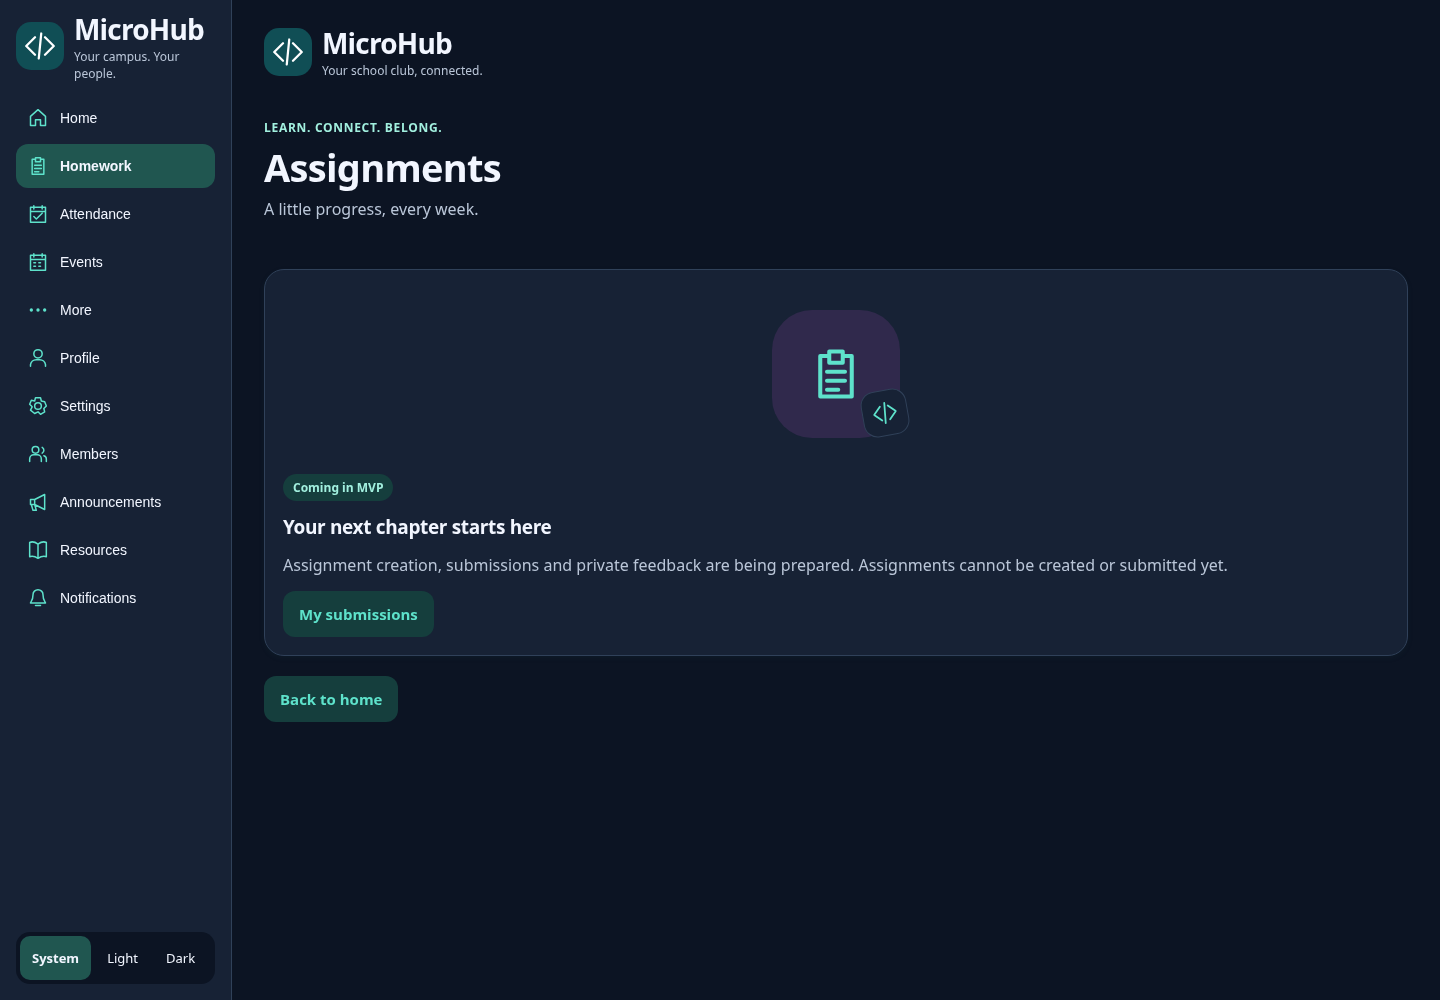 MicroHub
Your campus. Your
people.
Home
Homework
Attendance
Events
More
Profile
Settings
Members
Announcements
Resources
Notifications
System
Light
Dark
MicroHub
Your school club, connected.
LEARN. CONNECT. BELONG.
Assignments
A little progress, every week.
Coming in MVP
Your next chapter starts here
Assignment creation, submissions and private feedback are being prepared. Assignments cannot be created or submitted yet.
My submissions
Back to home